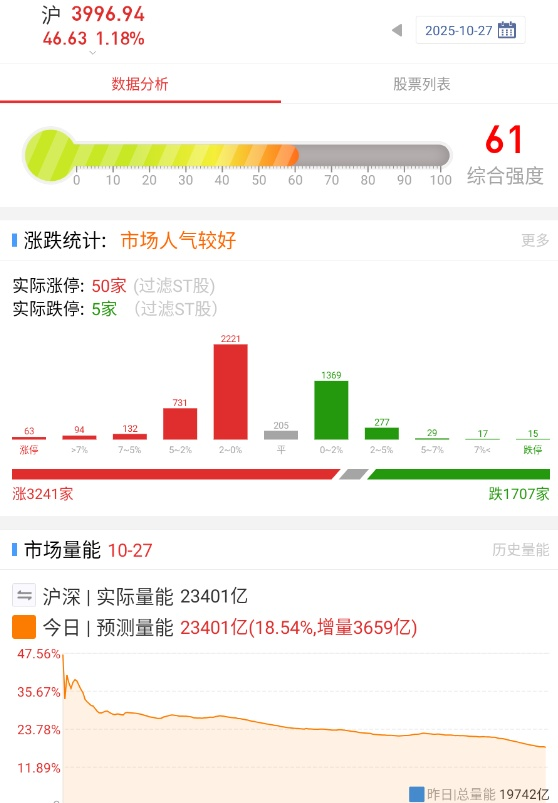 沪 3996.94
46.63 1.18%
2025-10-27
数据分析 股票列表
61
综合强度
0 10 20 30 40 50 60 70 80 90 100
涨跌统计: 市场人气较好 更多
实际涨停: 50家 (过滤ST股)
实际跌停: 5家 (过滤ST股)
63 94 132 731 2221 205 1369 277 29 17 15
涨停 >7% 7~5% 5~2% 2~0% 平 0~2% 2~5% 5~7% 7%< 跌停
涨3241家 跌1707家
市场量能 10-27 历史量能
沪深 | 实际量能 23401亿
今日 | 预测量能 23401亿(18.54%,增量3659亿)
47.56%
35.67%
23.78%
11.89%
昨日|总量能 19742亿